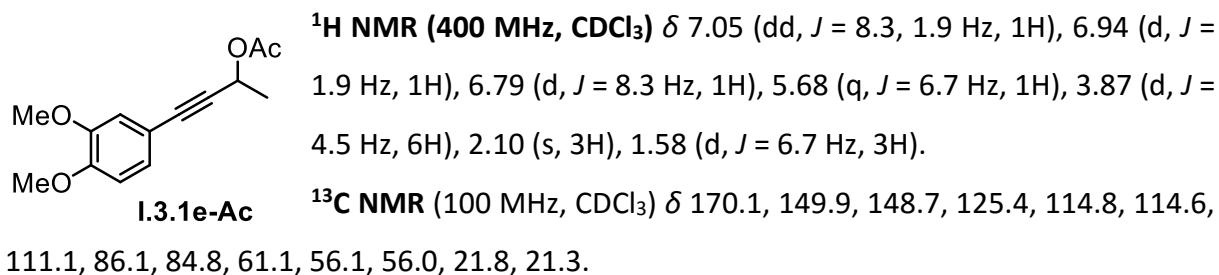 OAc
MeO
MeO
I.3.1e-Ac
¹H NMR (400 MHz, CDCl₃) δ 7.05 (dd, J = 8.3, 1.9 Hz, 1H), 6.94 (d, J =
1.9 Hz, 1H), 6.79 (d, J = 8.3 Hz, 1H), 5.68 (q, J = 6.7 Hz, 1H), 3.87 (d, J =
4.5 Hz, 6H), 2.10 (s, 3H), 1.58 (d, J = 6.7 Hz, 3H).
¹³C NMR (100 MHz, CDCl₃) δ 170.1, 149.9, 148.7, 125.4, 114.8, 114.6,
111.1, 86.1, 84.8, 61.1, 56.1, 56.0, 21.8, 21.3.